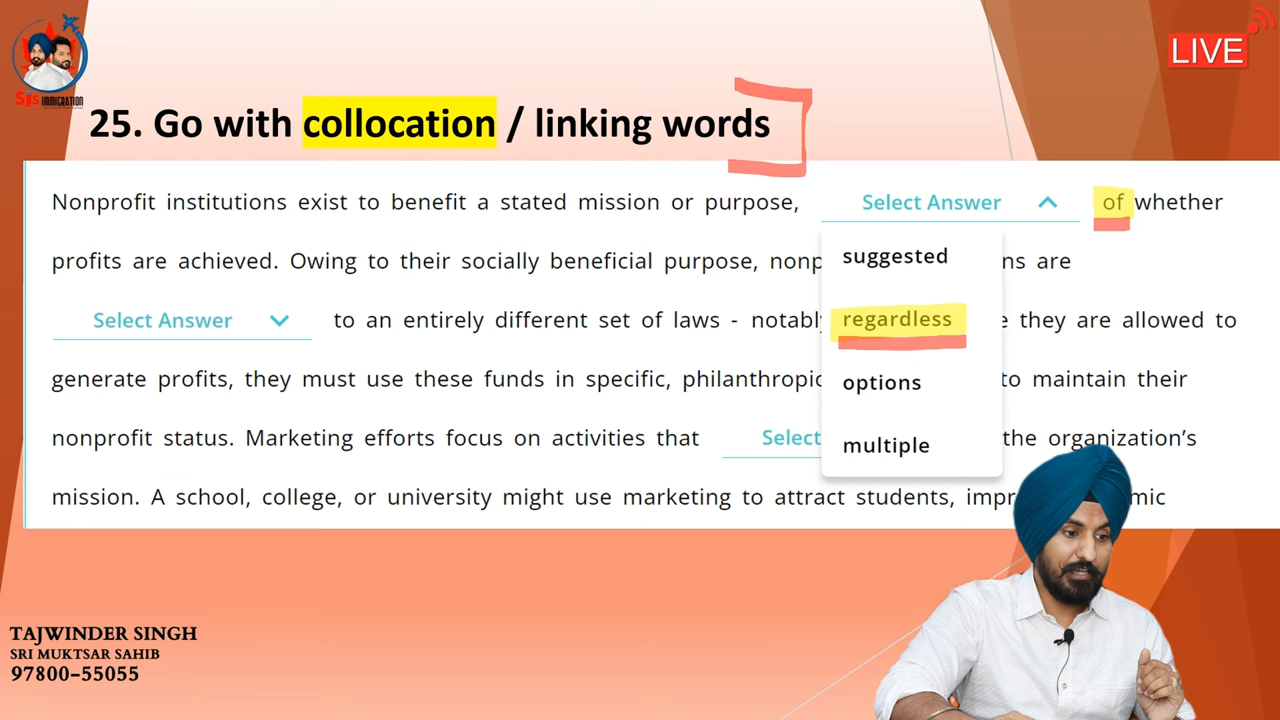 SJS IMMIGRATION
LIVE
25. Go with collocation / linking words
Nonprofit institutions exist to benefit a stated mission or purpose, Select Answer of whether
profits are achieved. Owing to their socially beneficial purpose, nonp ns are
Select Answer to an entirely different set of laws - notably e they are allowed to
generate profits, they must use these funds in specific, philanthropic to maintain their
nonprofit status. Marketing efforts focus on activities that Select the organization's
mission. A school, college, or university might use marketing to attract students, impr mic
suggested
regardless
options
multiple
TAJWINDER SINGH
SRI MUKTSAR SAHIB
97800-55055